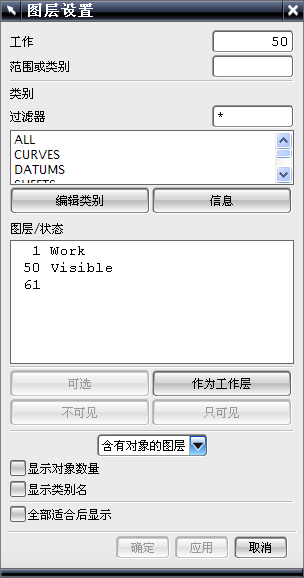 图层设置
工作 50
范围或类别
类别
过滤器 *
ALL
CURVES
DATUMS
SHEETS
编辑类别 信息
图层/状态
1 Work
50 Visible
61
可选 作为工作层
不可见 只可见
含有对象的图层
显示对象数量
显示类别名
全部适合后显示
确定 应用 取消